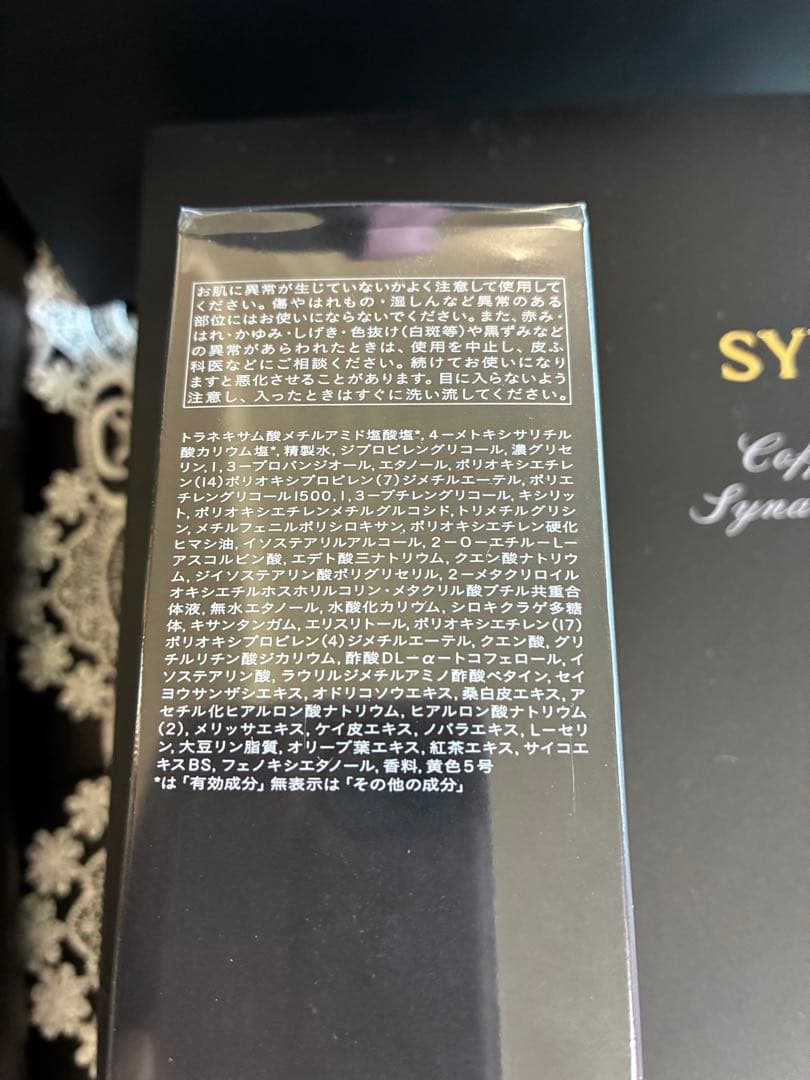 お肌に異常が生じていないかよく注意して使用して
ください。傷やはれもの・湿しんなど異常のある
部位にはお使いにならないでください。また、赤み・
はれ・かゆみ・しげき・色抜け(白斑等)や黒ずみなど
の異常があらわれたときは、使用を中止し、皮ふ
科医などにご相談ください。続けてお使いになり
ますと悪化させることがあります。目に入らないよう
注意し、入ったときはすぐに洗い流してください。
トラネキサム酸メチルアミド塩酸塩*, 4－メトキシサリチル
酸カリウム塩*, 精製水, ジプロピレングリコール, 濃グリセ
リン, 1, 3－プロパンジオール, エタノール, ポリオキシエチレ
ン(14)ポリオキシプロピレン(7)ジメチルエーテル, ポリエ
チレングリコール1500, 1, 3－ブチレングリコール, キシリッ
ト, ポリオキシエチレンメチルグルコシド, トリメチルグリシ
ン, メチルフェニルポリシロキサン, ポリオキシエチレン硬化
ヒマシ油, イソステアリルアルコール, 2－O－エチル－L－
アスコルビン酸, エデト酸三ナトリウム, クエン酸ナトリウ
ム, ジイソステアリン酸ポリグリセリル, 2－メタクリロイル
オキシエチルホスホリルコリン・メタクリル酸ブチル共重合
体液, 無水エタノール, 水酸化カリウム, シロキクラゲ多糖
体, キサンタンガム, エリスリトール, ポリオキシエチレン(17)
ポリオキシプロピレン(4)ジメチルエーテル, クエン酸, グリ
チルリチン酸ジカリウム, 酢酸DL－α－トコフェロール, イ
ソステアリン酸, ラウリルジメチルアミノ酢酸ベタイン, セイ
ヨウサンザシエキス, オドリコソウエキス, 桑白皮エキス, ア
セチル化ヒアルロン酸ナトリウム, ヒアルロン酸ナトリウム
(2), メリッサエキス, ケイ皮エキス, ノバラエキス, L－セリ
ン, 大豆リン脂質, オリーブ葉エキス, 紅茶エキス, サイコエ
キスBS, フェノキシエタノール, 香料, 黄色5号
*は「有効成分」無表示は「その他の成分」
SY